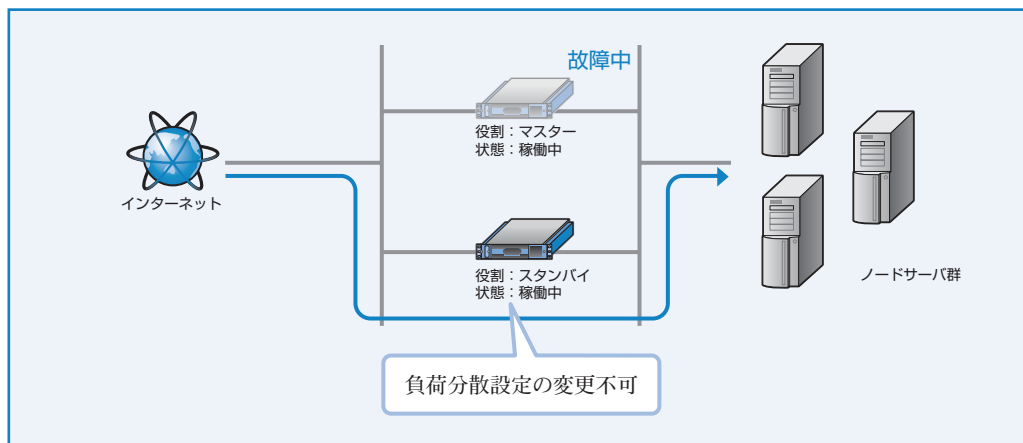 故障中
役割：マスター
状態：稼働中
インターネット
役割：スタンバイ
状態：稼働中
ノードサーバ群
負荷分散設定の変更不可